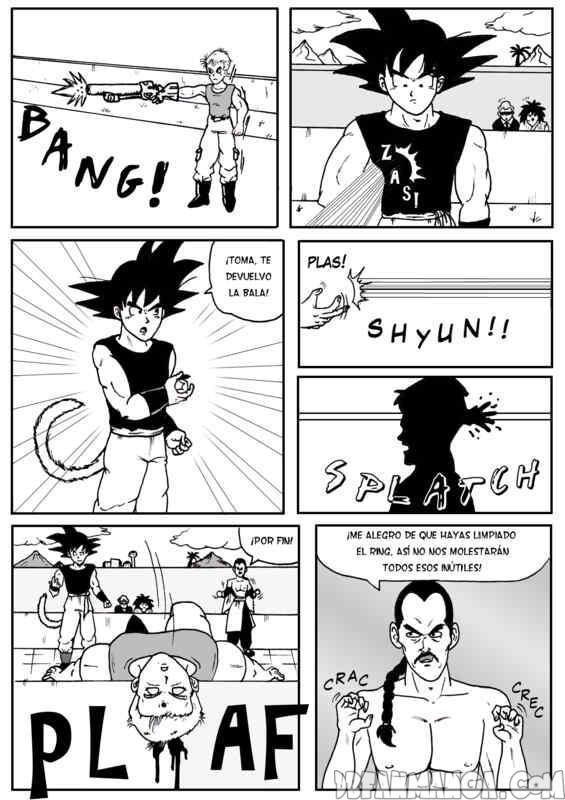 BANG!
ZAS!
¡TOMA, TE
DEVUELVO
LA BALA!
PLAS!
SHYUN!!
SPLATCH
¡POR FIN!
PLAF
¡ME ALEGRO DE QUE HAYAS LIMPIADO
EL RING, ASÍ NO NOS MOLESTARÁN
TODOS ESOS INÚTILES!
CRAC
CREC
DBFANMANGA.COM